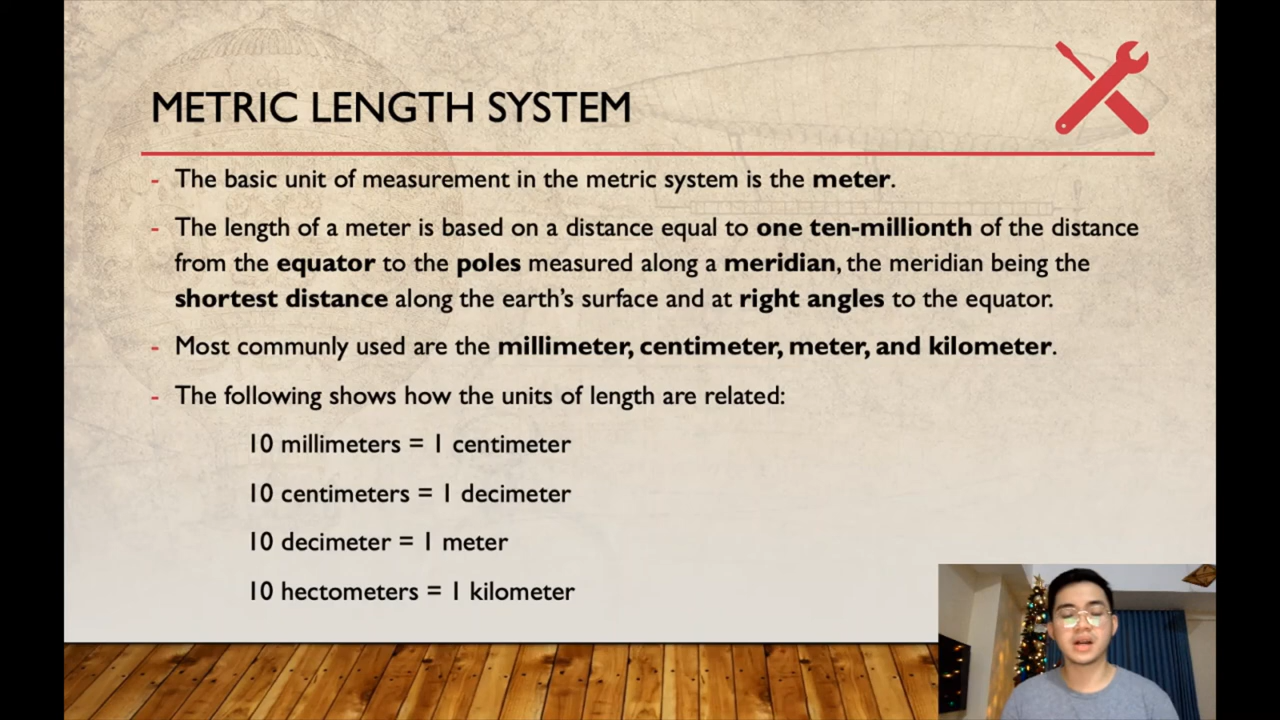 METRIC LENGTH SYSTEM
- The basic unit of measurement in the metric system is the meter.
- The length of a meter is based on a distance equal to one ten-millionth of the distance
from the equator to the poles measured along a meridian, the meridian being the
shortest distance along the earth's surface and at right angles to the equator.
- Most commonly used are the millimeter, centimeter, meter, and kilometer.
- The following shows how the units of length are related:
10 millimeters = 1 centimeter
10 centimeters = 1 decimeter
10 decimeter = 1 meter
10 hectometers = 1 kilometer